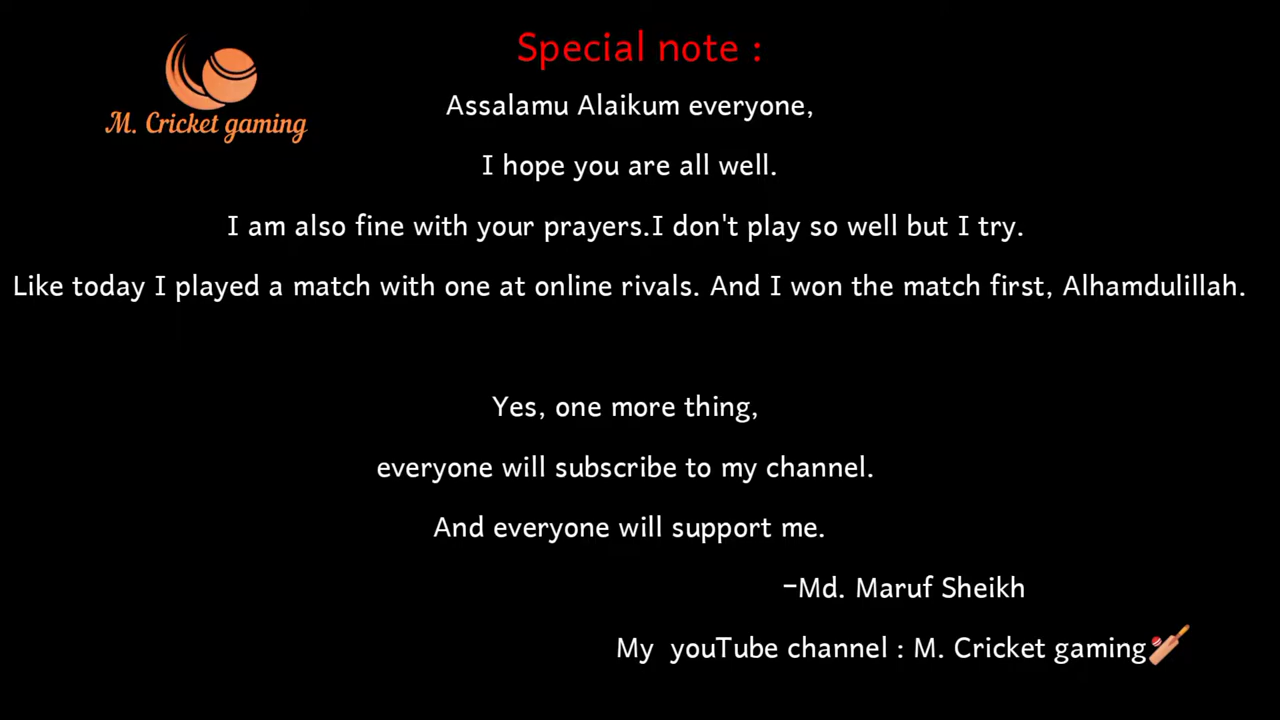 Special note :
M. Cricket gaming
Assalamu Alaikum everyone,
I hope you are all well.
I am also fine with your prayers.I don't play so well but I try.
Like today I played a match with one at online rivals. And I won the match first, Alhamdulillah.
Yes, one more thing,
everyone will subscribe to my channel.
And everyone will support me.
-Md. Maruf Sheikh
My youTube channel : M. Cricket gaming🏏